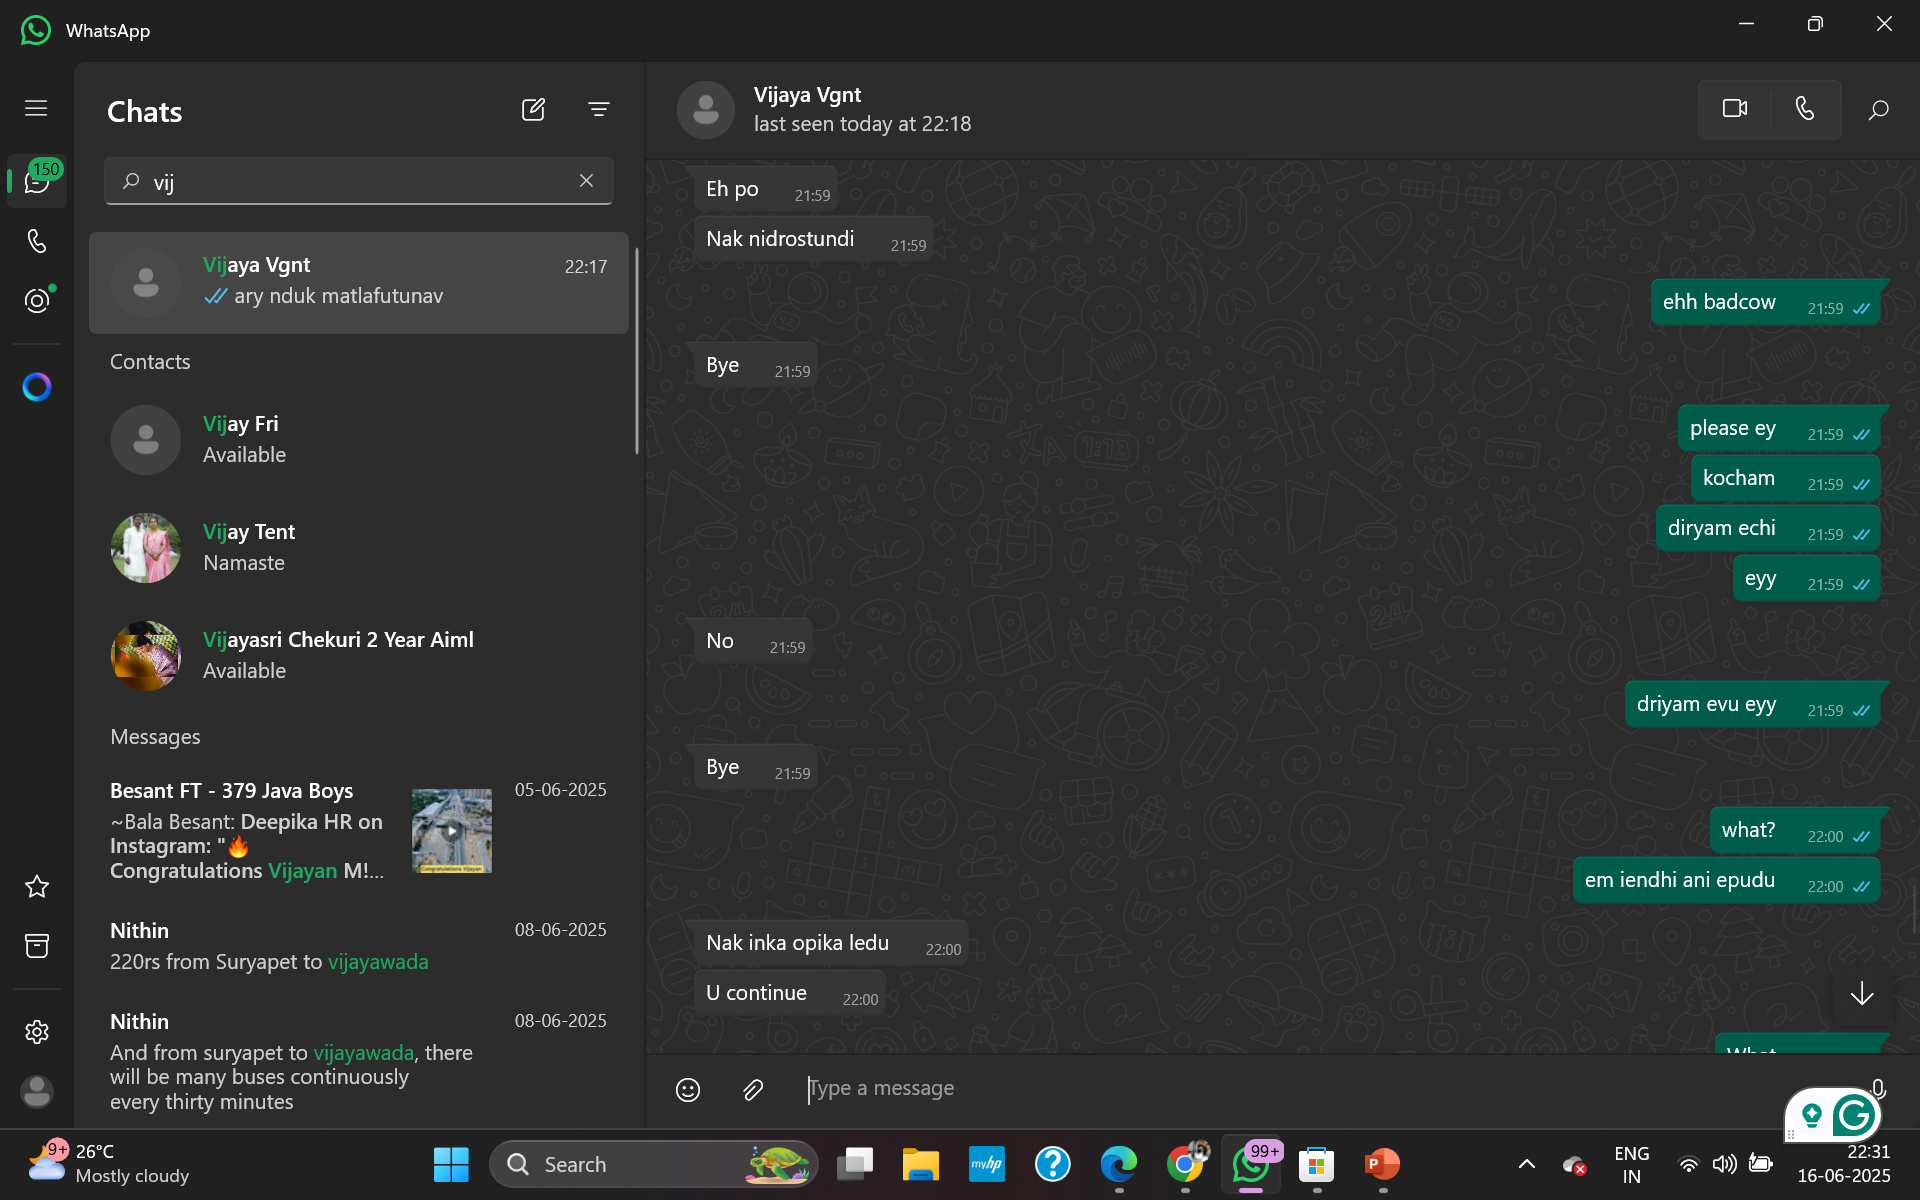 WhatsApp
Chats
150
vij
Vijaya Vgnt
22:17
ary nduk matlafutunav
Contacts
Vijay Fri
Available
Vijay Tent
Namaste
Vijayasri Chekuri 2 Year Aiml
Available
Messages
Besant FT - 379 Java Boys
05-06-2025
~Bala Besant: Deepika HR on
Instagram: "🔥
Congratulations Vijayan M!...
Congratulations Vijayan
Nithin
08-06-2025
220rs from Suryapet to vijayawada
Nithin
08-06-2025
And from suryapet to vijayawada, there
will be many buses continuously
every thirty minutes
Vijaya Vgnt
last seen today at 22:18
Eh po 21:59
Nak nidrostundi 21:59
ehh badcow 21:59
Bye 21:59
please ey 21:59
kocham 21:59
diryam echi 21:59
eyy 21:59
No 21:59
driyam evu eyy 21:59
Bye 21:59
what? 22:00
em iendhi ani epudu 22:00
Nak inka opika ledu 22:00
U continue 22:00
What
Type a message
9+
26°C
Mostly cloudy
Search
myhp
99+
P
ENG
IN
22:31
16-06-2025